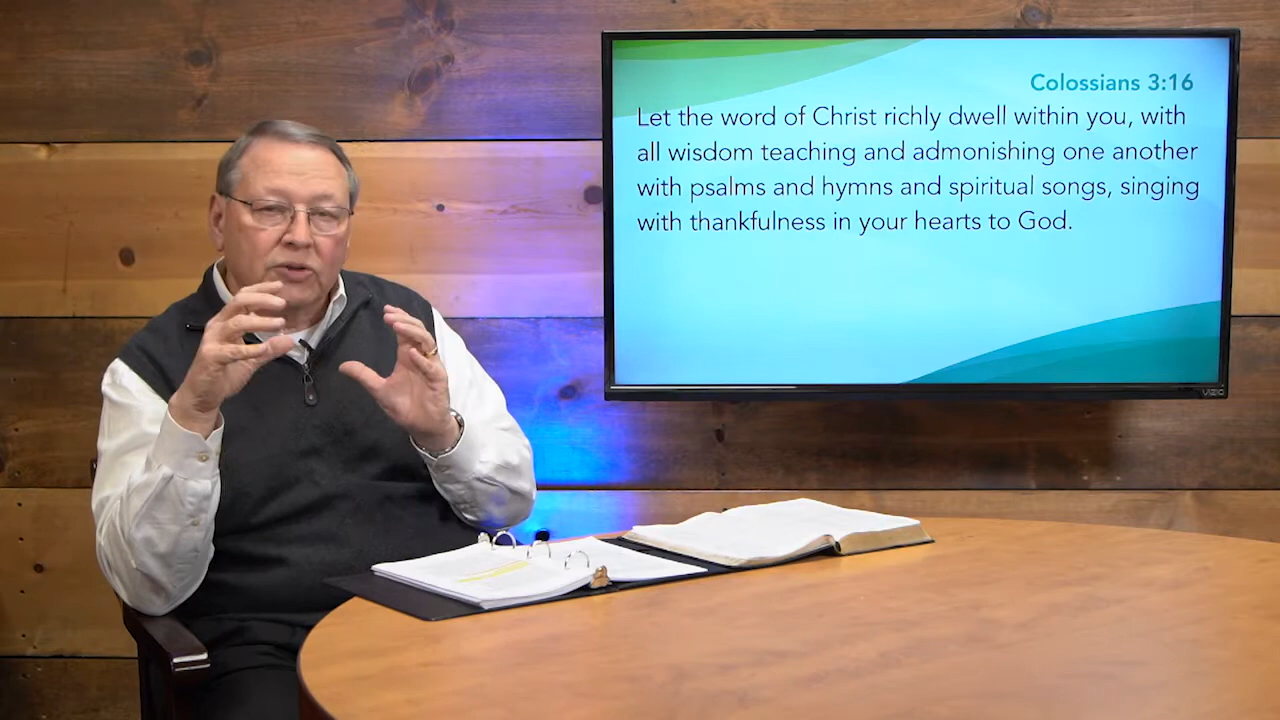 Colossians 3:16
Let the word of Christ richly dwell within you, with
all wisdom teaching and admonishing one another
with psalms and hymns and spiritual songs, singing
with thankfulness in your hearts to God.
VIZIO